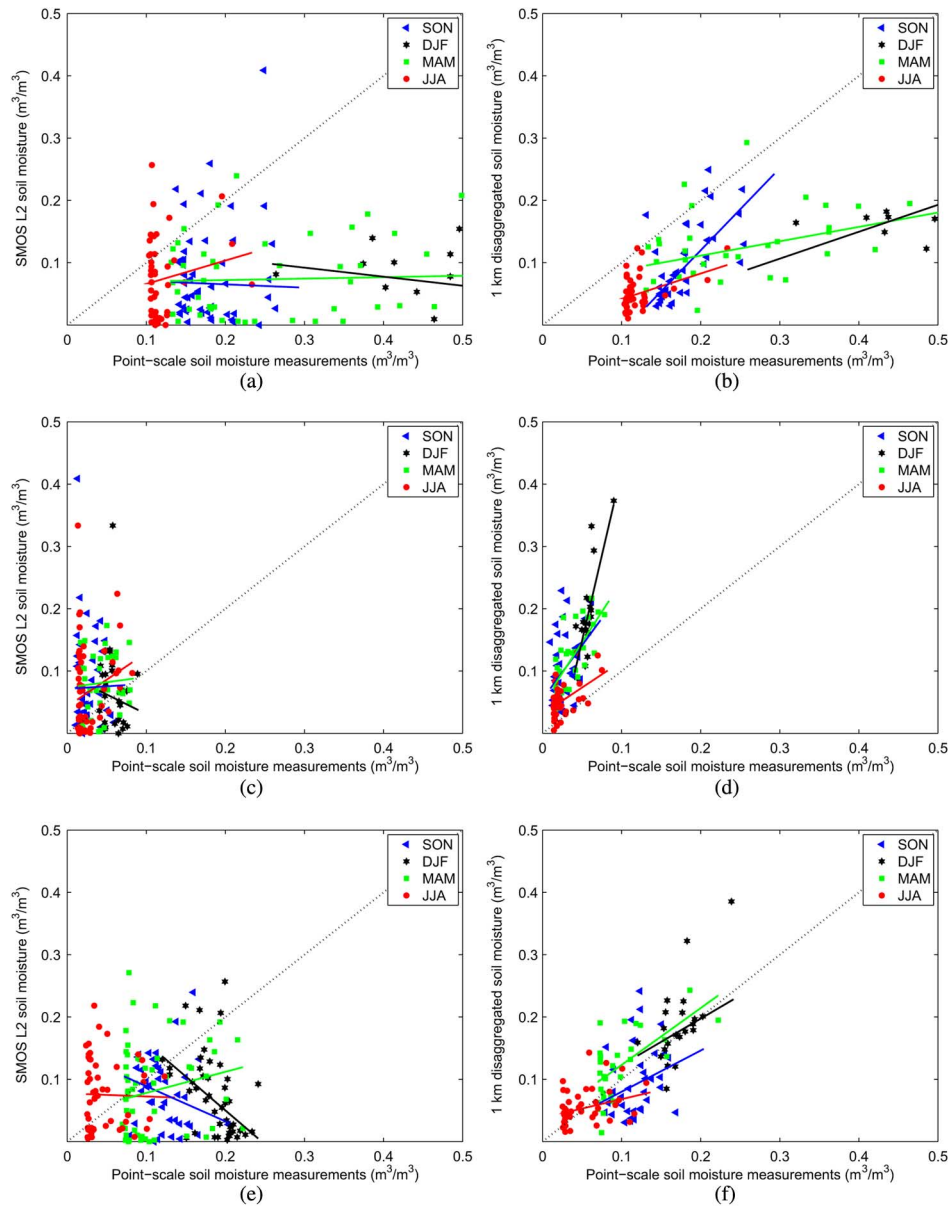 0.5
0.4
0.3
0.2
0.1
0
0.1
0.2
0.3
0.4
0.5
SMOS L2 soil moisture (m³/m³)
Point−scale soil moisture measurements (m³/m³)
SON
DJF
MAM
JJA
(a)
0.5
0.4
0.3
0.2
0.1
0
0.1
0.2
0.3
0.4
0.5
1 km disaggregated soil moisture (m³/m³)
Point−scale soil moisture measurements (m³/m³)
SON
DJF
MAM
JJA
(b)
0.5
0.4
0.3
0.2
0.1
0
0.1
0.2
0.3
0.4
0.5
SMOS L2 soil moisture (m³/m³)
Point−scale soil moisture measurements (m³/m³)
SON
DJF
MAM
JJA
(c)
0.5
0.4
0.3
0.2
0.1
0
0.1
0.2
0.3
0.4
0.5
1 km disaggregated soil moisture (m³/m³)
Point−scale soil moisture measurements (m³/m³)
SON
DJF
MAM
JJA
(d)
0.5
0.4
0.3
0.2
0.1
0
0.1
0.2
0.3
0.4
0.5
SMOS L2 soil moisture (m³/m³)
Point−scale soil moisture measurements (m³/m³)
SON
DJF
MAM
JJA
(e)
0.5
0.4
0.3
0.2
0.1
0
0.1
0.2
0.3
0.4
0.5
1 km disaggregated soil moisture (m³/m³)
Point−scale soil moisture measurements (m³/m³)
SON
DJF
MAM
JJA
(f)